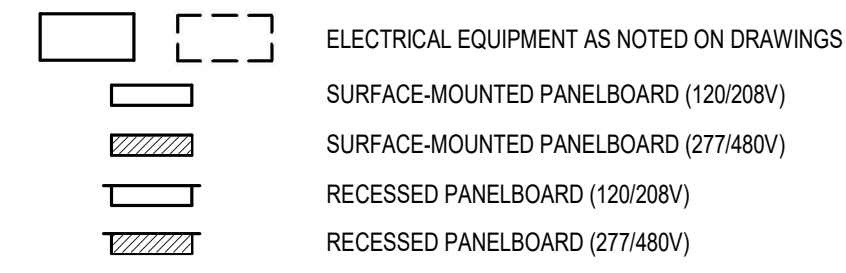 ELECTRICAL EQUIPMENT AS NOTED ON DRAWINGS
SURFACE-MOUNTED PANELBOARD (120/208V)
SURFACE-MOUNTED PANELBOARD (277/480V)
RECESSED PANELBOARD (120/208V)
RECESSED PANELBOARD (277/480V)